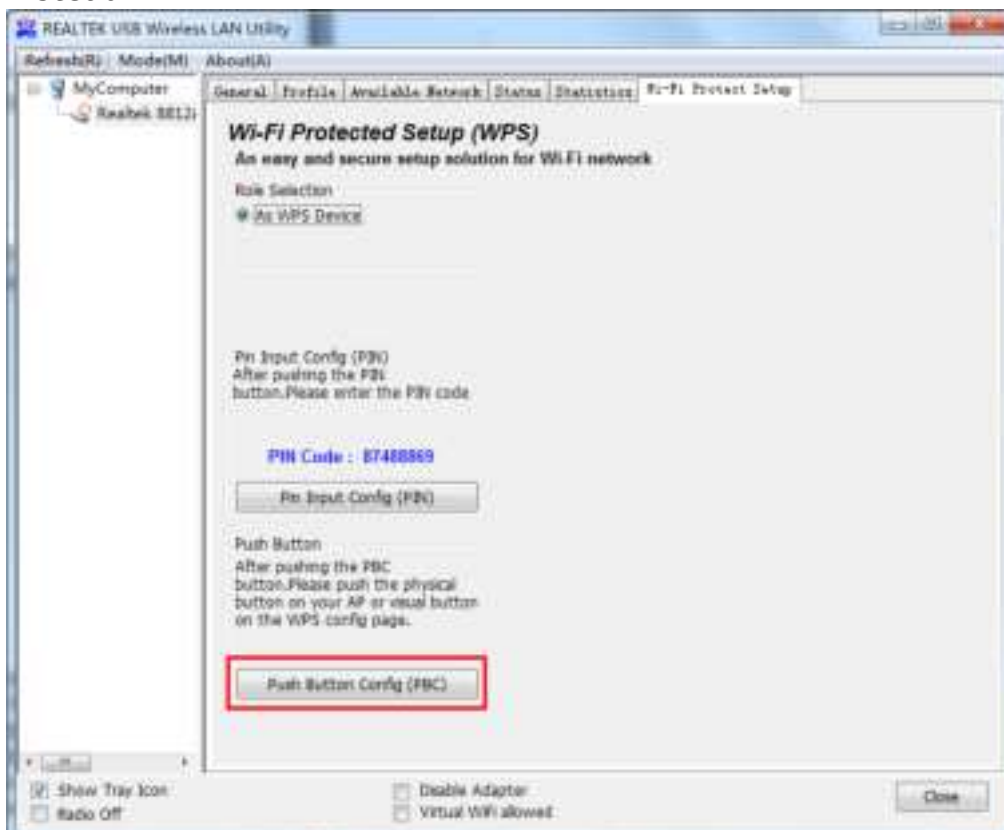 REALTEK USB Wireless LAN Utility
Refresh(R) Mode(M) About(A)
MyComputer
Realtek 8812
General Profile Available Network Status Statistics Wi-Fi Protect Setup
Wi-Fi Protected Setup (WPS)
An easy and secure setup solution for Wi-Fi network
Role Selection
As WPS Device
Pin Input Config (PIN)
After pushing the PIN
button.Please enter the PIN code
PIN Code : 87488869
Pin Input Config (PIN)
Push Button
After pushing the PBC
button.Please push the physical
button on your AP or visual button
on the WPS config page.
Push Button Config (PBC)
Show Tray Icon
Radio Off
Disable Adapter
Virtual WiFi allowed
Close